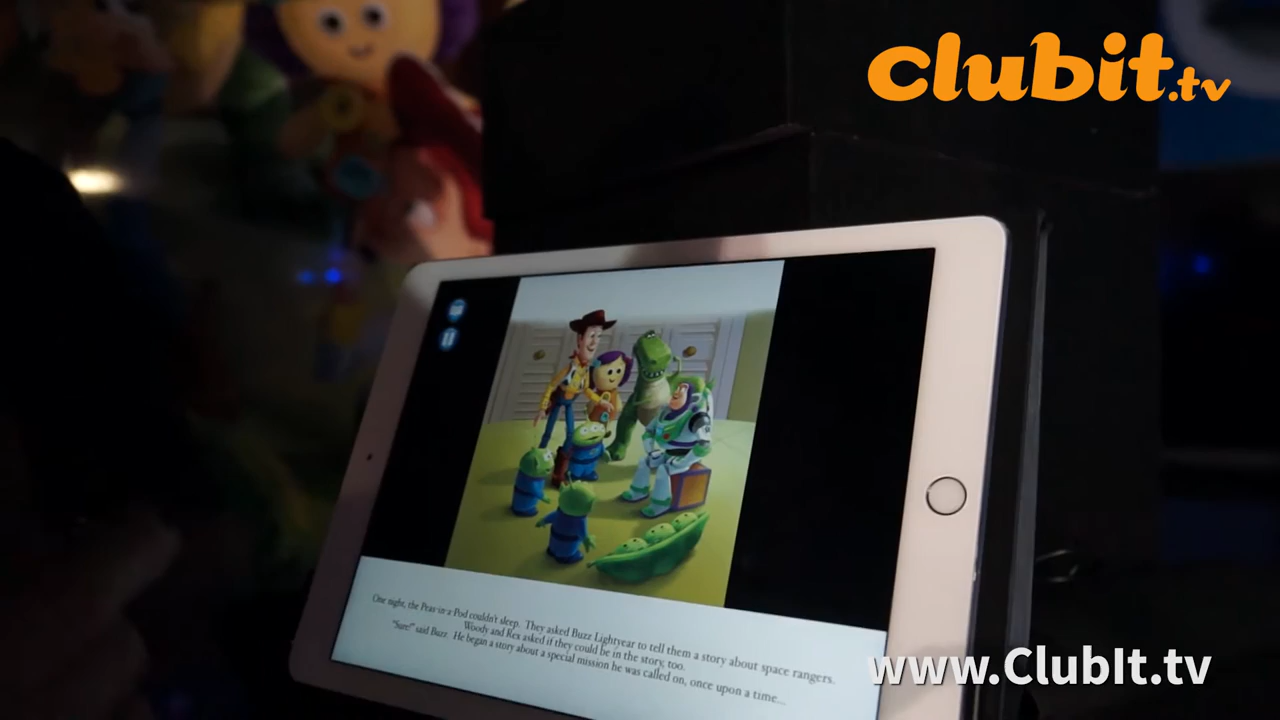 clubit.tv
One night, the Peas-in-a-Pod couldn't sleep. They asked Buzz Lightyear to tell them a story about space rangers.
Woody and Rex asked if they could be in the story, too.
"Sure!" said Buzz. He began a story about a special mission he was called on, once upon a time...
www.ClubIt.tv